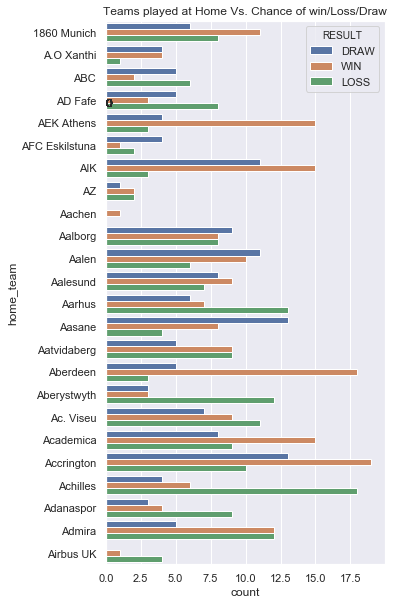 Teams played at Home Vs. Chance of win/Loss/Draw
RESULT
DRAW
WIN
LOSS
home_team
1860 Munich
A.O Xanthi
ABC
AD Fafe
AEK Athens
AFC Eskilstuna
AIK
AZ
Aachen
Aalborg
Aalen
Aalesund
Aarhus
Aasane
Aatvidaberg
Aberdeen
Aberystwyth
Ac. Viseu
Academica
Accrington
Achilles
Adanaspor
Admira
Airbus UK
0.0 2.5 5.0 7.5 10.0 12.5 15.0 17.5
count